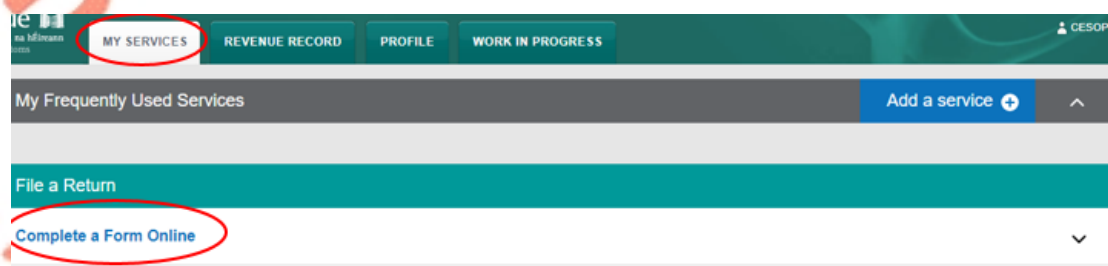 na hÉireann
MY SERVICES
REVENUE RECORD
PROFILE
WORK IN PROGRESS
CESOP
My Frequently Used Services
Add a service
File a Return
Complete a Form Online